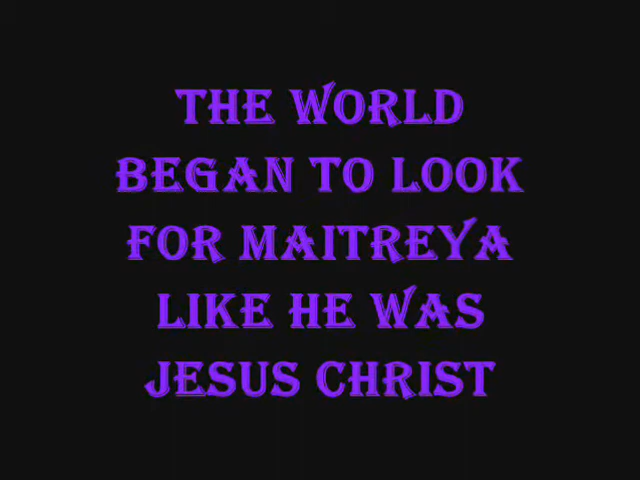 THE WORLD
BEGAN TO LOOK
FOR MAITREYA
LIKE HE WAS
JESUS CHRIST